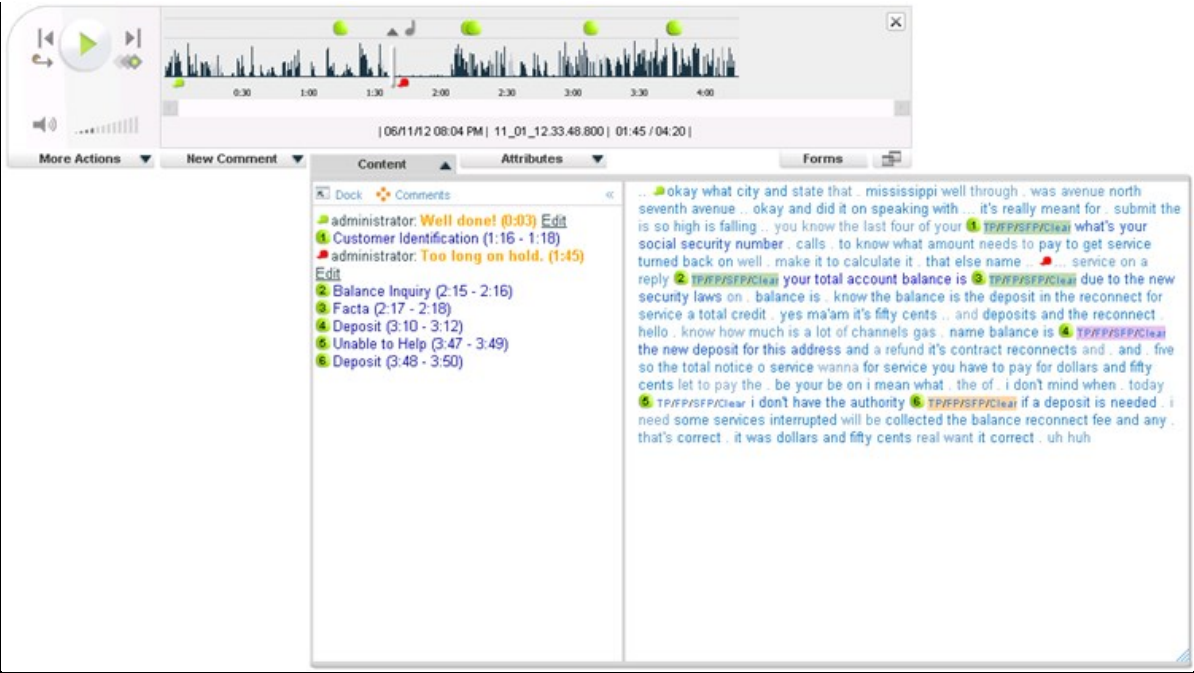 0:30 1:00 1:30 2:00 2:30 3:00 3:30 4:00
| 06/11/12 08:04 PM | 11_01_12.33.48.800 | 01:45 / 04:20 |
More Actions New Comment Content Attributes Forms
Dock Comments «
administrator: Well done! (0:03) Edit
1 Customer Identification (1:16 - 1:18)
administrator: Too long on hold. (1:45)
Edit
2 Balance Inquiry (2:15 - 2:16)
3 Facta (2:17 - 2:18)
4 Deposit (3:10 - 3:12)
5 Unable to Help (3:47 - 3:49)
6 Deposit (3:48 - 3:50)
.. okay what city and state that . mississippi well through . was avenue north
seventh avenue .. okay and did it on speaking with ... it's really meant for . submit the
is so high is falling .. you know the last four of your 1 TP/FP/SFP/Clear what's your
social security number . calls . to know what amount needs to pay to get service
turned back on well . make it to calculate it . that else name .. ... service on a
reply 2 TP/FP/SFP/Clear your total account balance is 3 TP/FP/SFP/Clear due to the new
security laws on . balance is . know the balance is the deposit in the reconnect for
service a total credit . yes ma'am it's fifty cents .. and deposits and the reconnect .
hello . know how much is a lot of channels gas . name balance is 4 TP/FP/SFP/Clear
the new deposit for this address and a refund it's contract reconnects and . and . five
so the total notice o service wanna for service you have to pay for dollars and fifty
cents let to pay the . be your be on i mean what . the of . i don't mind when . today
5 TP/FP/SFP/Clear i don't have the authority 6 TP/FP/SFP/Clear if a deposit is needed . i
need some services interrupted will be collected the balance reconnect fee and any .
that's correct . it was dollars and fifty cents real want it correct . uh huh